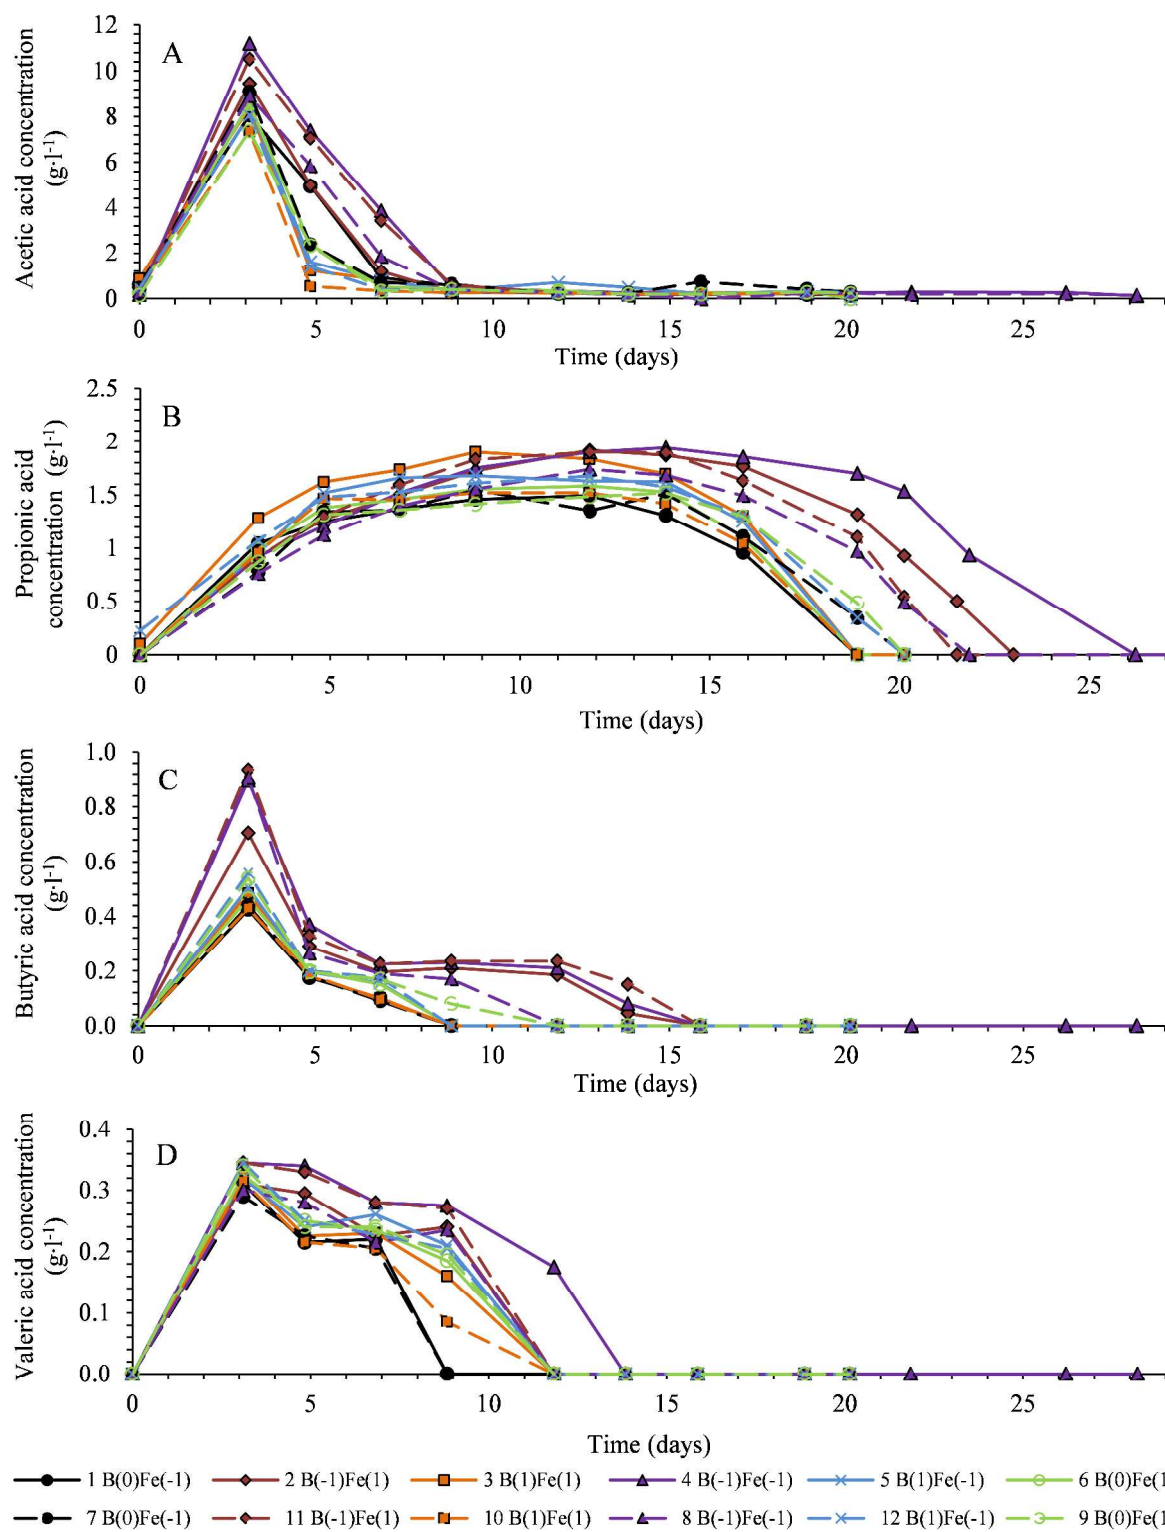 A
Acetic acid concentration
(g·l⁻¹)
12
10
8
6
4
2
0
0 5 10 15 20 25
Time (days)
B
Propionic acid
concentration (g·l⁻¹)
2.5
2
1.5
1
0.5
0
0 5 10 15 20 25
Time (days)
C
Butyric acid concentration
(g·l⁻¹)
1.0
0.8
0.6
0.4
0.2
0.0
0 5 10 15 20 25
Time (days)
D
Valeric acid concentration
(g·l⁻¹)
0.4
0.3
0.2
0.1
0.0
0 5 10 15 20 25
Time (days)
1 B(0)Fe(-1) 2 B(-1)Fe(1) 3 B(1)Fe(1) 4 B(-1)Fe(-1) 5 B(1)Fe(-1) 6 B(0)Fe(1
7 B(0)Fe(-1) 11 B(-1)Fe(1) 10 B(1)Fe(1) 8 B(-1)Fe(-1) 12 B(1)Fe(-1) 9 B(0)Fe(1